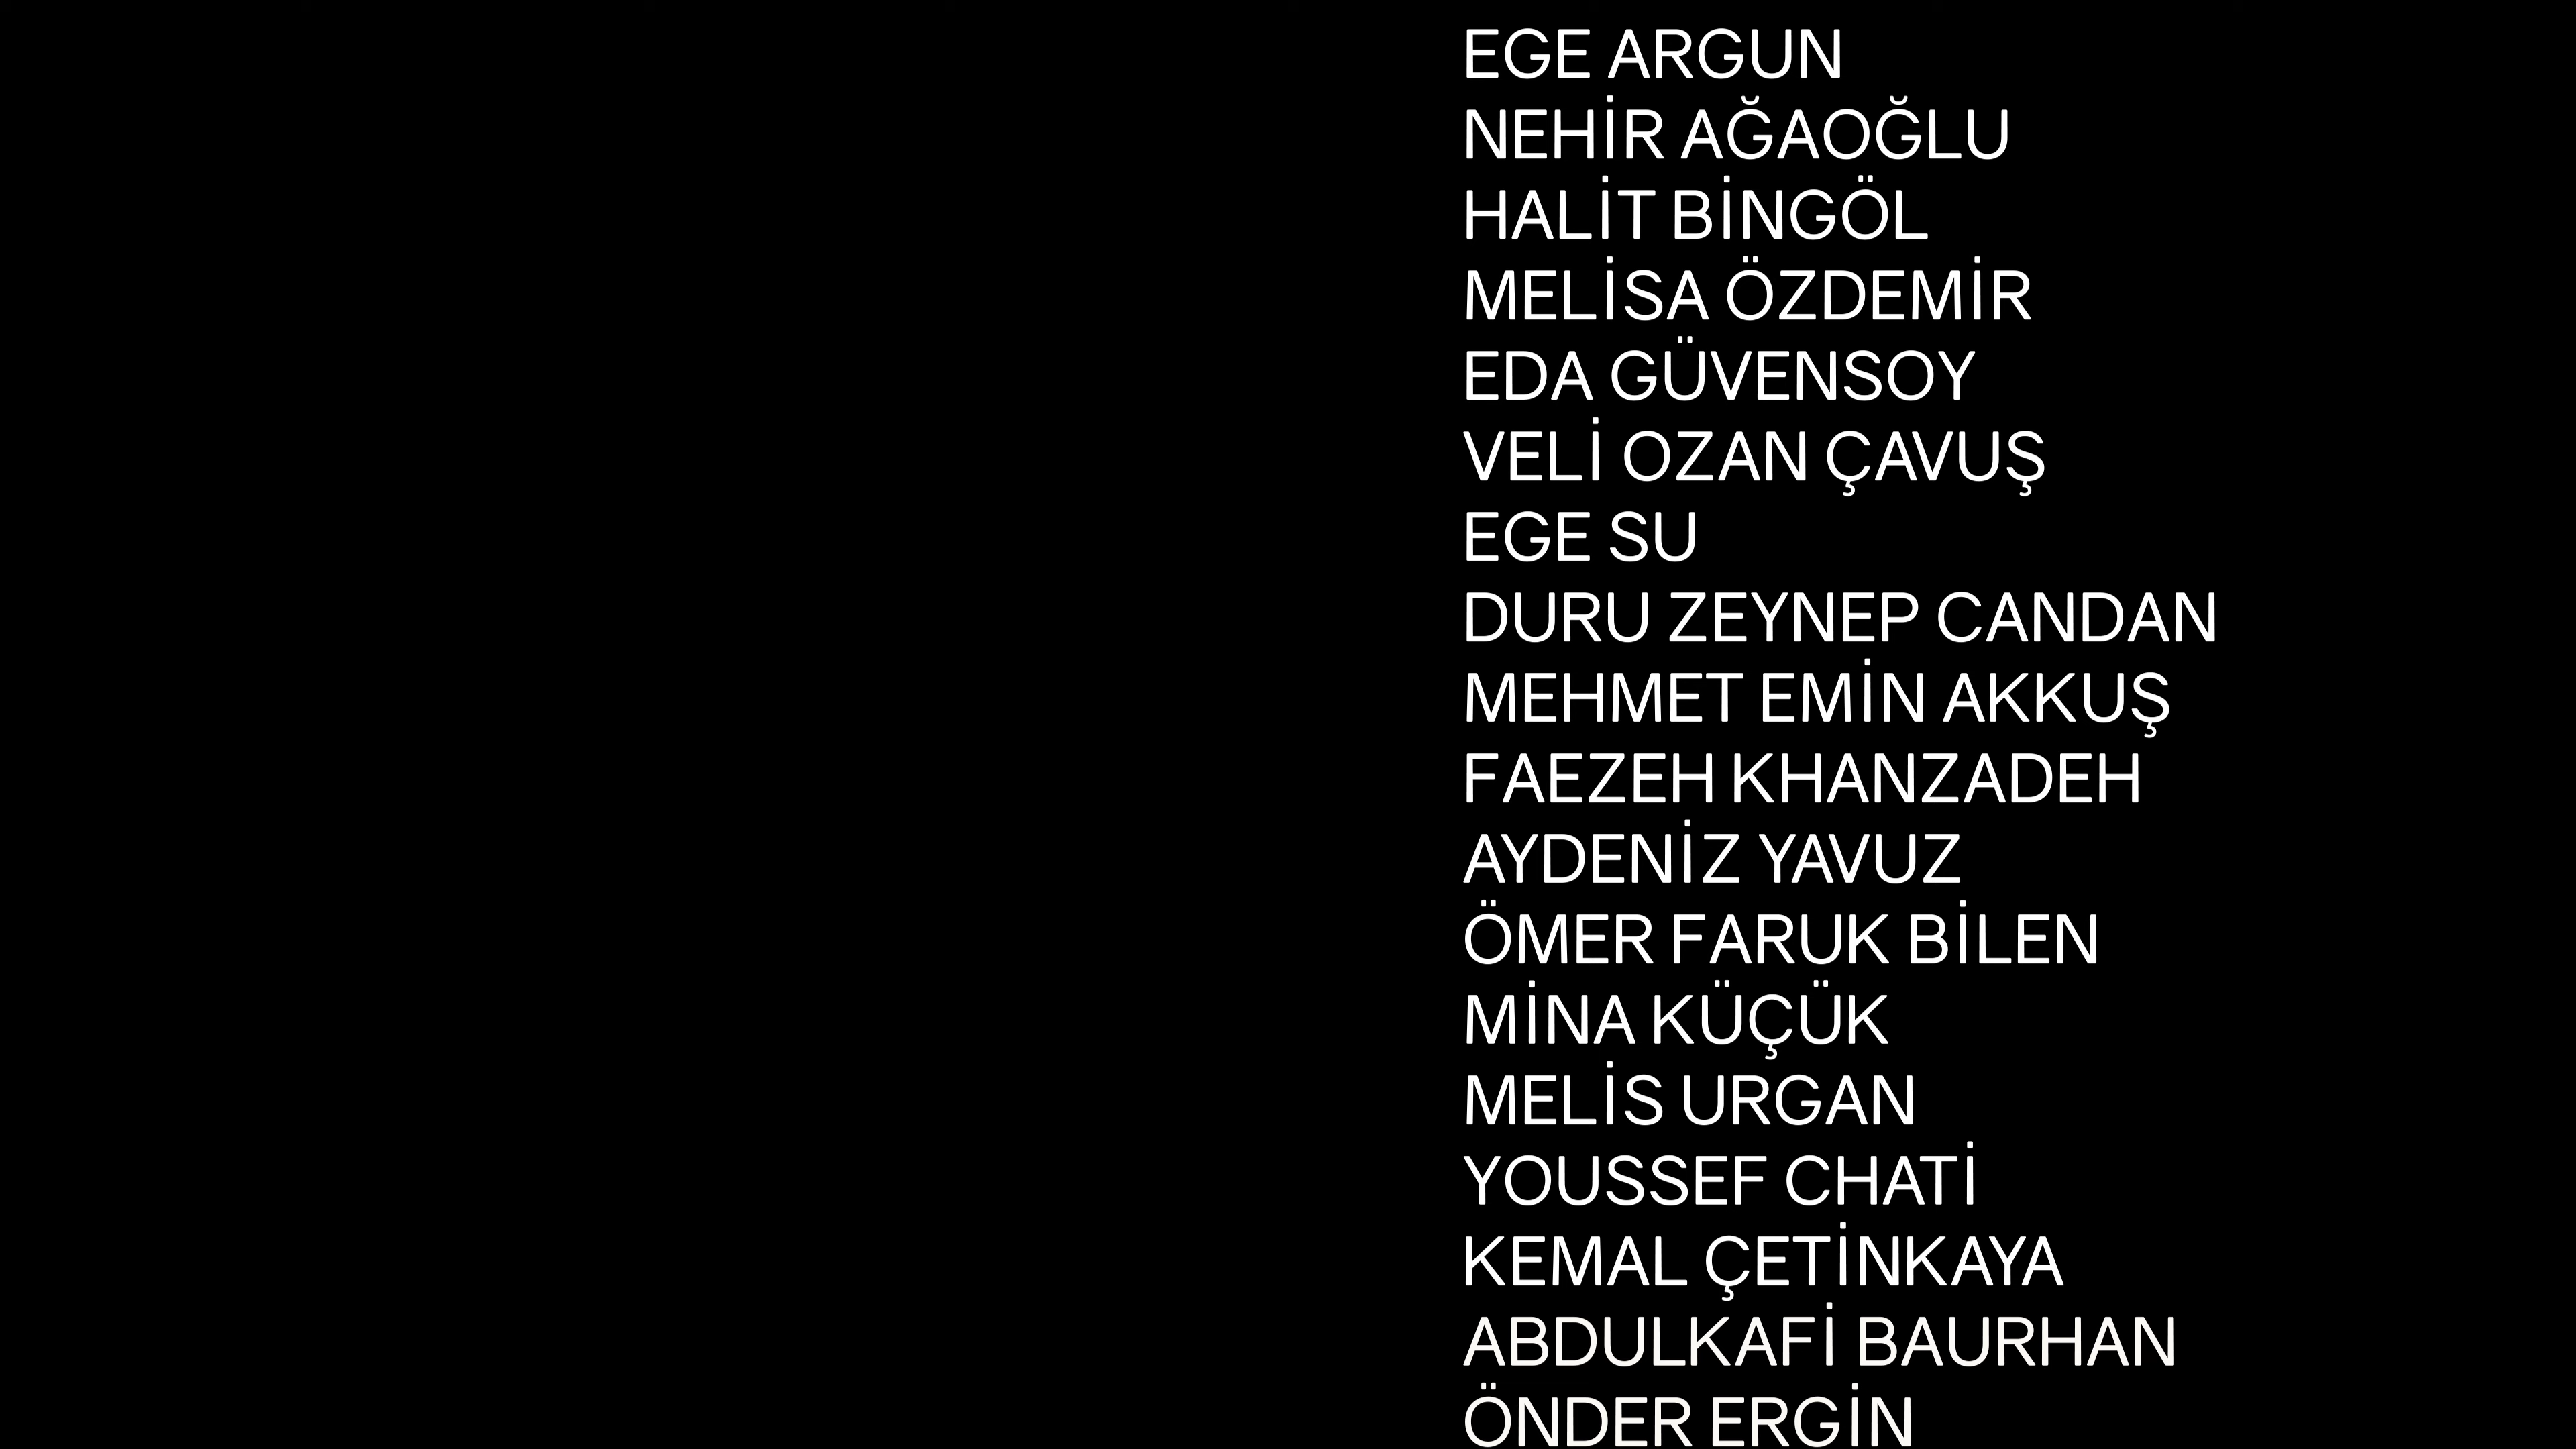 EGE ARGUN
NEHİR AĞAOĞLU
HALİT BİNGÖL
MELİSA ÖZDEMİR
EDA GÜVENSOY
VELİ OZAN ÇAVUŞ
EGE SU
DURU ZEYNEP CANDAN
MEHMET EMİN AKKUŞ
FAEZEH KHANZADEH
AYDENİZ YAVUZ
ÖMER FARUK BİLEN
MİNA KÜÇÜK
MELİS URGAN
YOUSSEF CHATİ
KEMAL ÇETİNKAYA
ABDULKAFİ BAURHAN
ÖNDER ERGİN